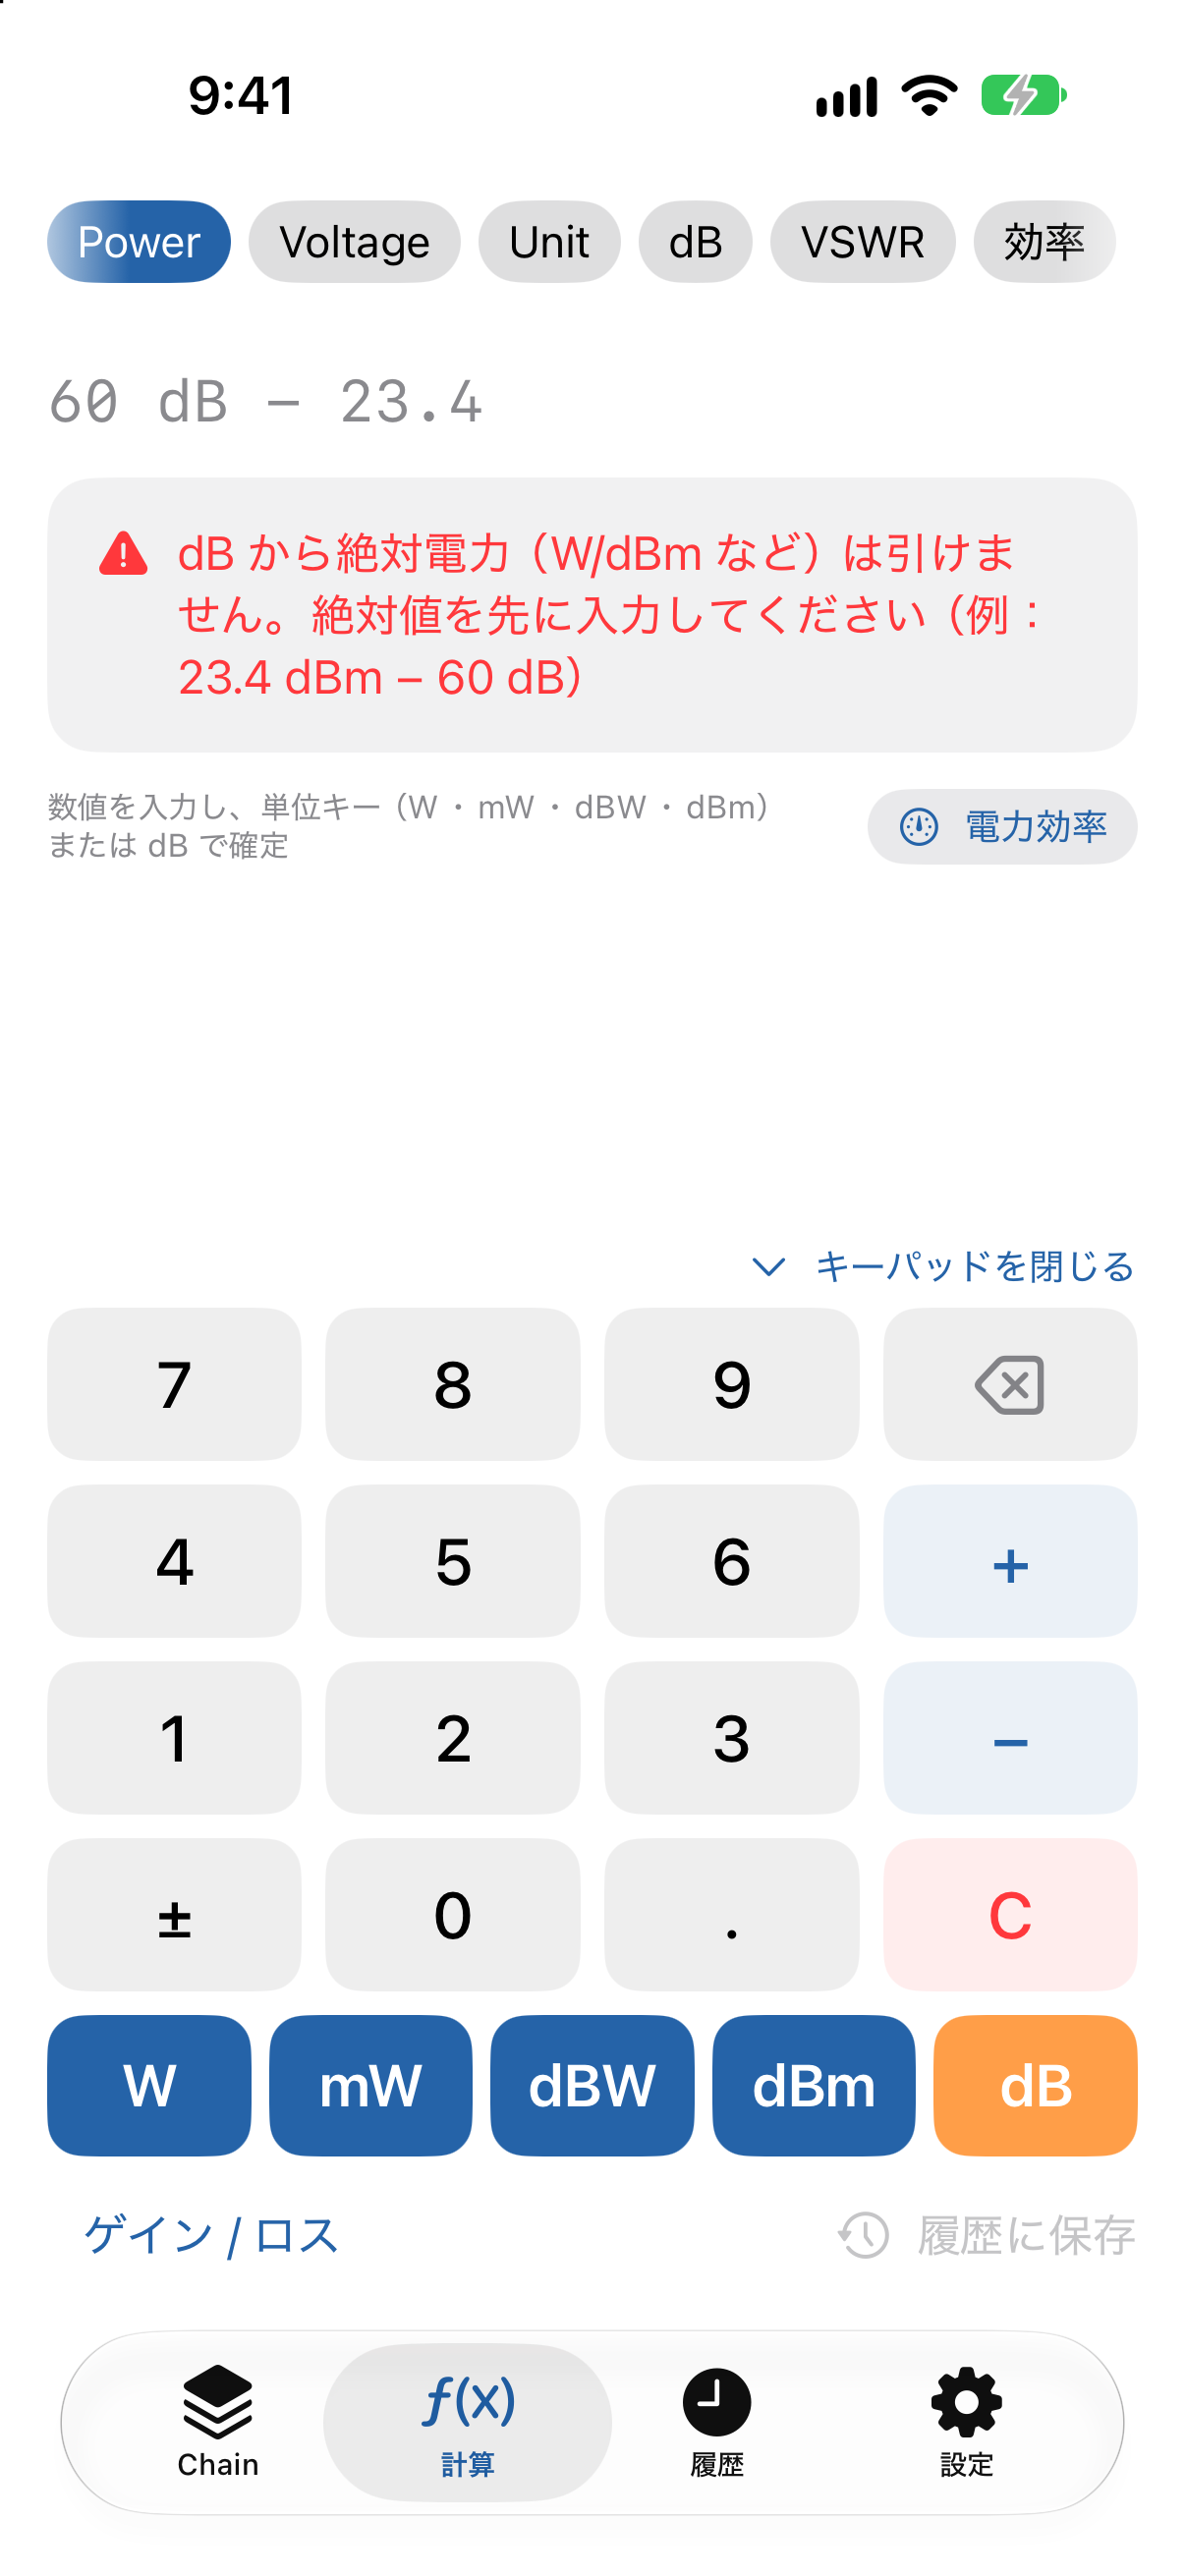 9:41
Power Voltage Unit dB VSWR 効率
60 dB − 23.4
dB から絶対電力（W/dBm など）は引けま
せん。絶対値を先に入力してください（例：
23.4 dBm − 60 dB）
数値を入力し、単位キー（W・mW・dBW・dBm）
または dB で確定
電力効率
キーパッドを閉じる
7 8 9
4 5 6 +
1 2 3 −
± 0 . C
W mW dBW dBm dB
ゲイン / ロス 履歴に保存
f(x)
Chain 計算 履歴 設定